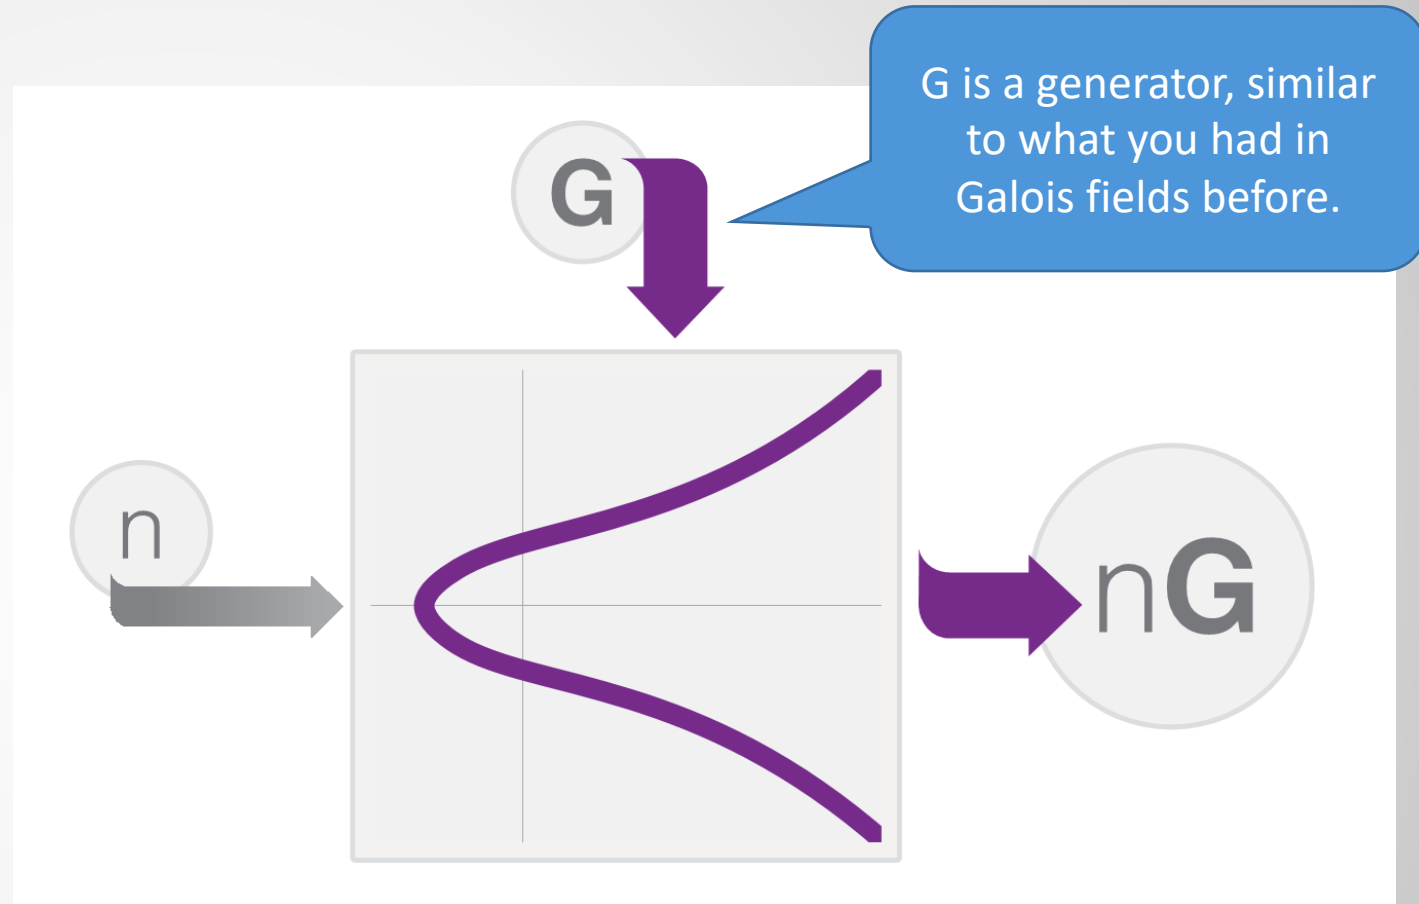 G is a generator, similar
to what you had in
Galois fields before.
G
n
nG